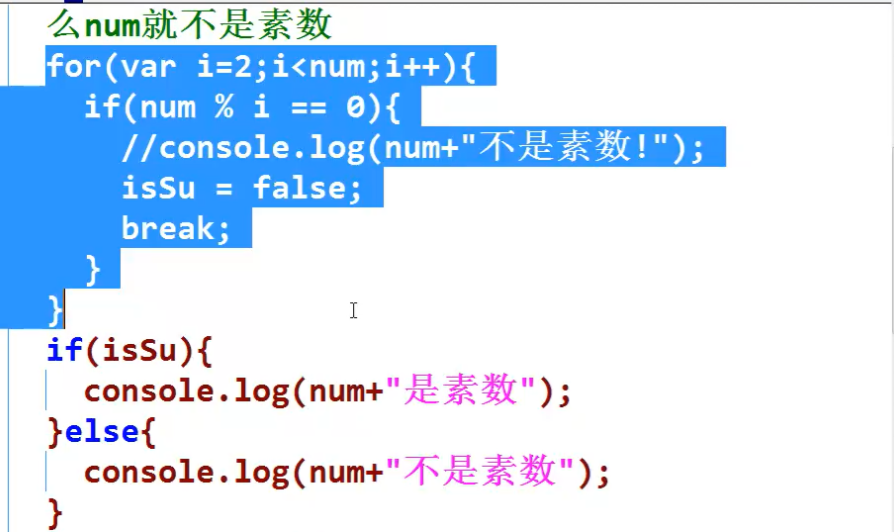 么num就不是素数
for(var i=2;i<num;i++){
if(num % i == 0){
//console.log(num+"不是素数!");
isSu = false;
break;
}
}
if(isSu){
console.log(num+"是素数");
}else{
console.log(num+"不是素数");
}